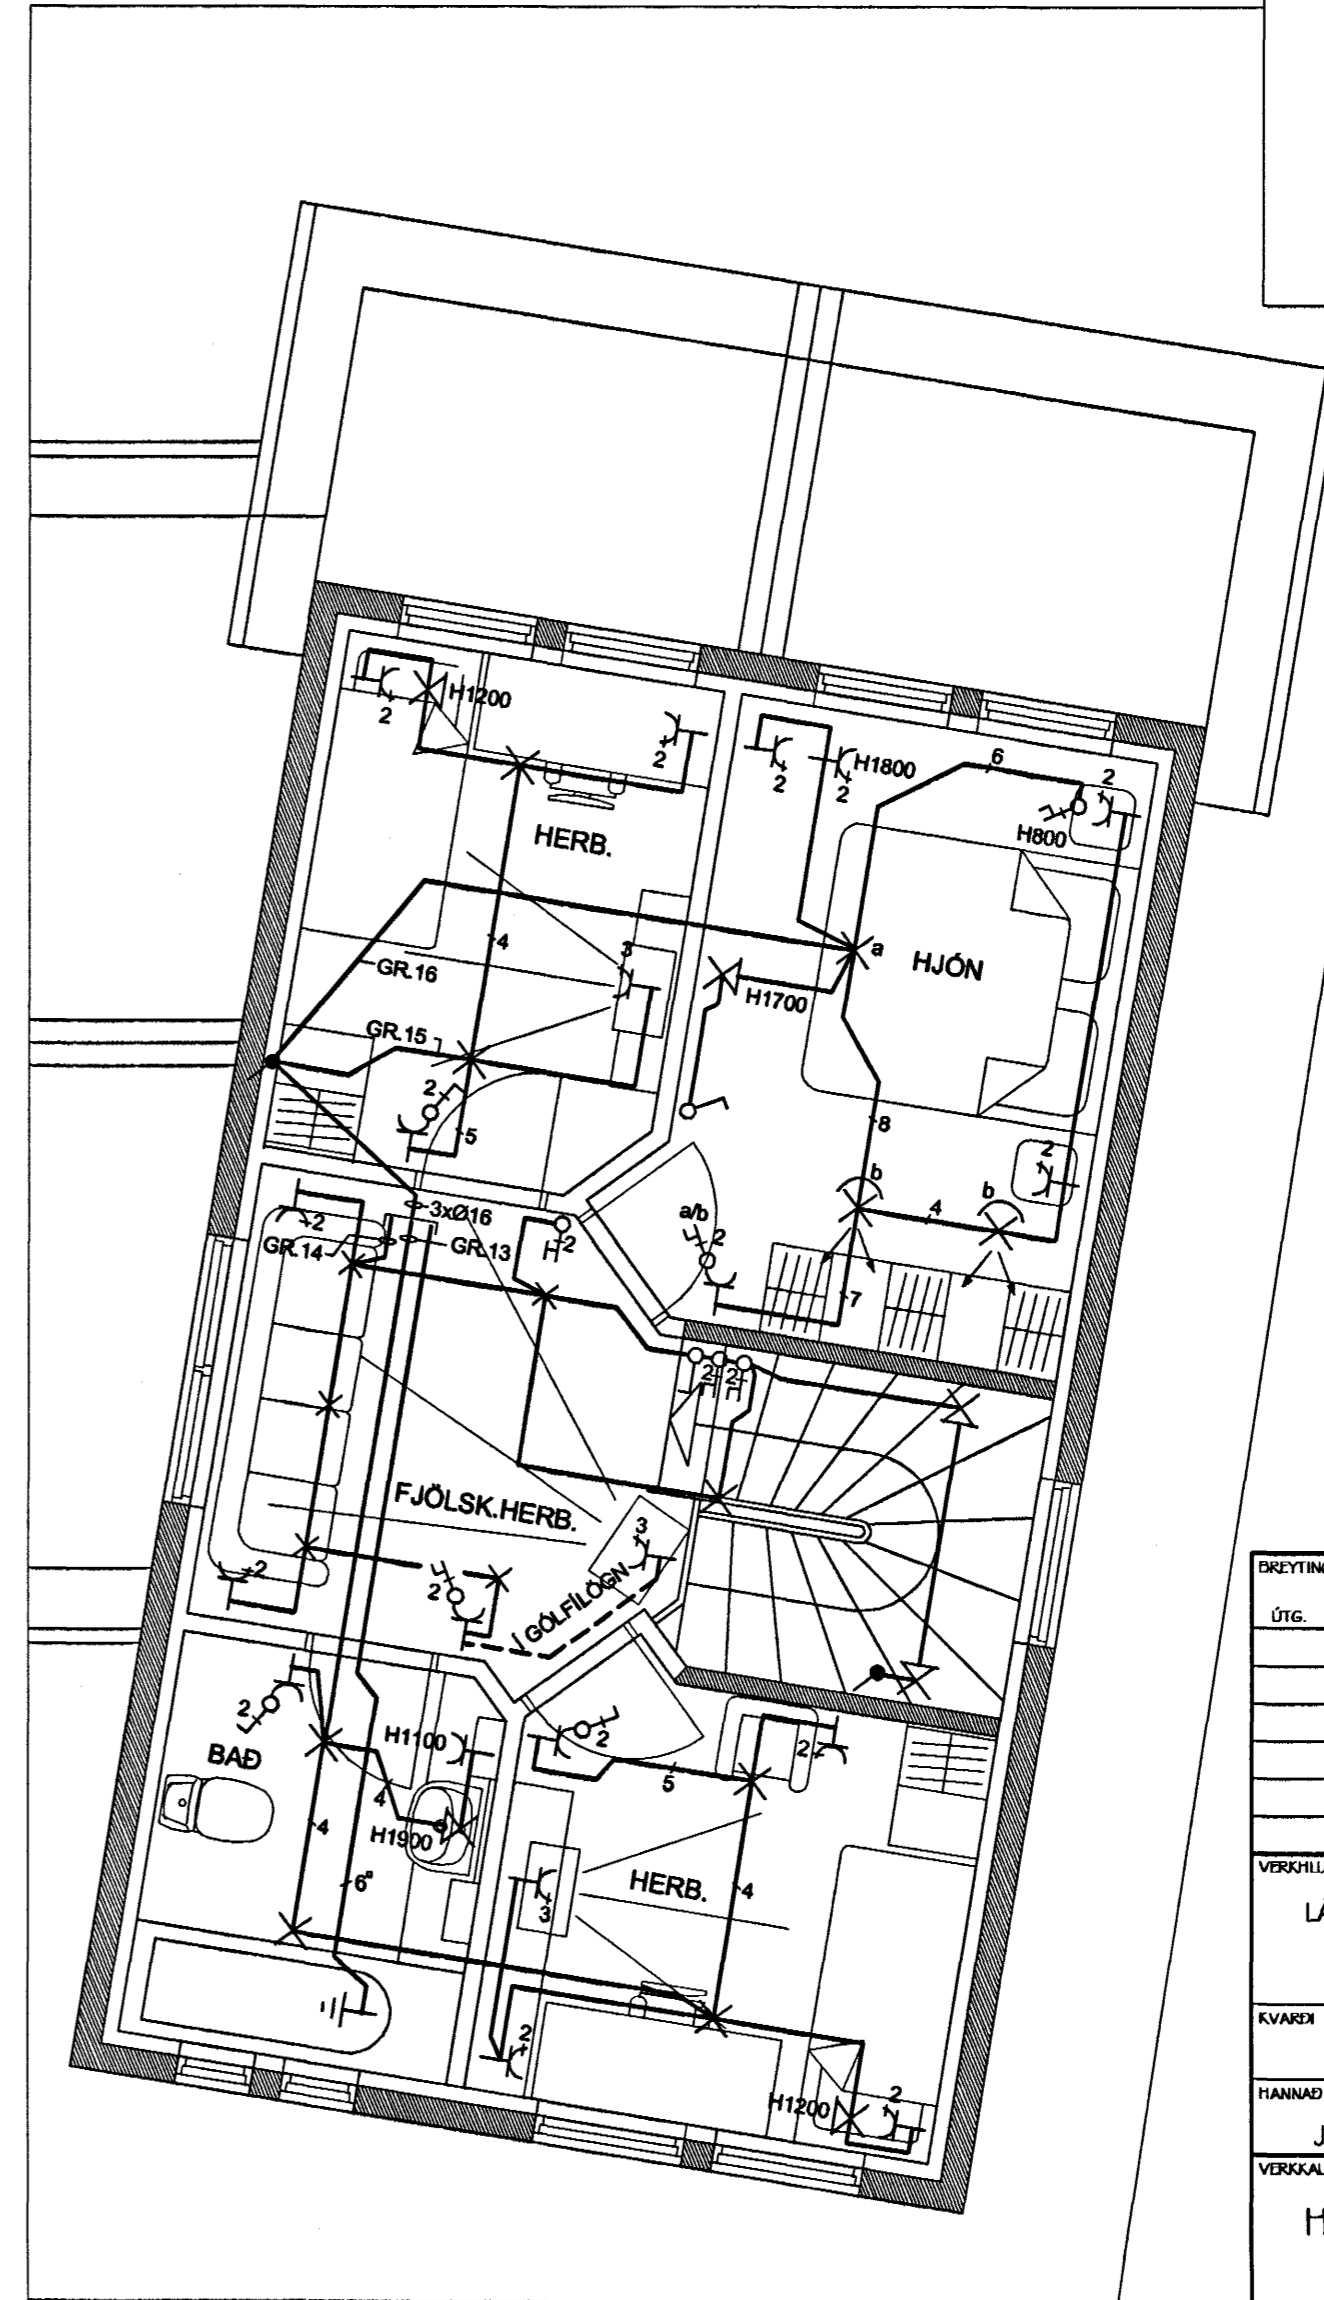 H1200
2
2
HERB.
4
3
GR.16
GR.15
2
5
2
2
H1800
6
2
H800
a
HJÓN
H1700
8
2
b
b
4
a/b
2
7
3xØ16
2
GR.14
GR.13
2
2
2
FJÖLSK.HERB.
3
2
2
Í GÓLFÍLÖGN
2
BAÐ
H1100
4
4
H1900
6"
2
2
5
HERB.
4
3
2
H1200
2
BREYTING
ÚTG.
KVARÐI
HANNAÐ
H